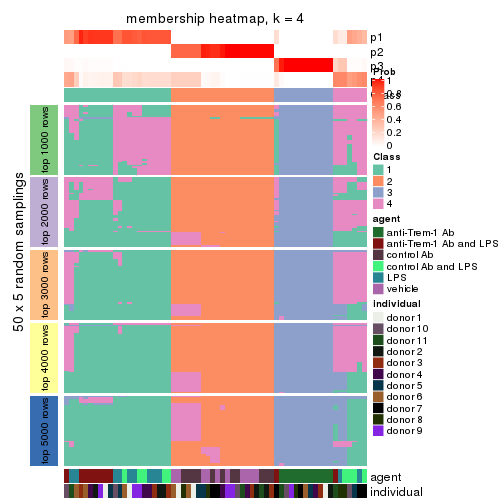 membership heatmap, k = 4
p1
p2
p3
p4
50 x 5 random samplings
top 1000 rows
top 2000 rows
top 3000 rows
top 4000 rows
top 5000 rows
agent
individual
Prob
1
0.8
0.6
0.4
0.2
0
Class
1
2
3
4
agent
anti-Trem-1 Ab
anti-Trem-1 Ab and LPS
control Ab
control Ab and LPS
LPS
vehicle
individual
donor 1
donor 10
donor 11
donor 2
donor 3
donor 4
donor 5
donor 6
donor 7
donor 8
donor 9